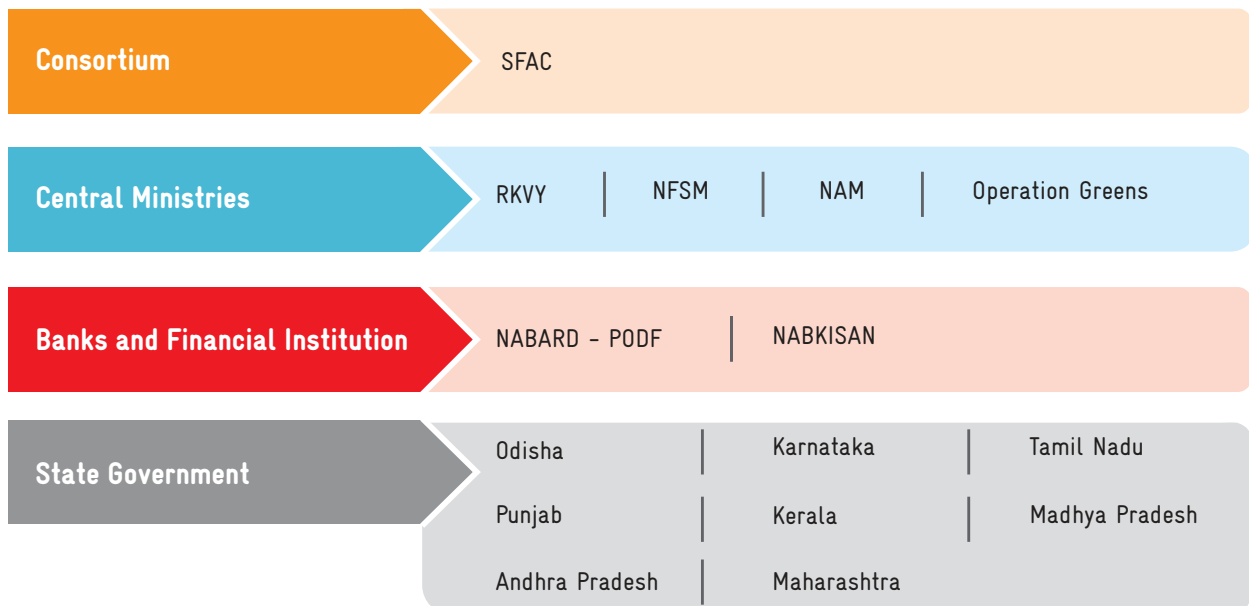 Consortium
SFAC
Central Ministries
RKVY
NFSM
NAM
Operation Greens
Banks and Financial Institution
NABARD - PODF
NABKISAN
State Government
Odisha
Karnataka
Tamil Nadu
Punjab
Kerala
Madhya Pradesh
Andhra Pradesh
Maharashtra